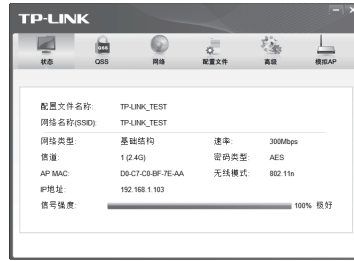 TP-LINK
QSS
状态 QSS 网络 配置文件 高级 模拟AP
配置文件名称: TP-LINK_TEST
网络名称(SSID): TP-LINK_TEST
网络类型: 基础结构 速率: 300Mbps
信道: 1 (2.4G) 密码类型: AES
AP MAC: D0-C7-C0-BF-7E-AA 无线模式: 802.11n
IP地址: 192.168.1.103
信号强度: 100% 极好